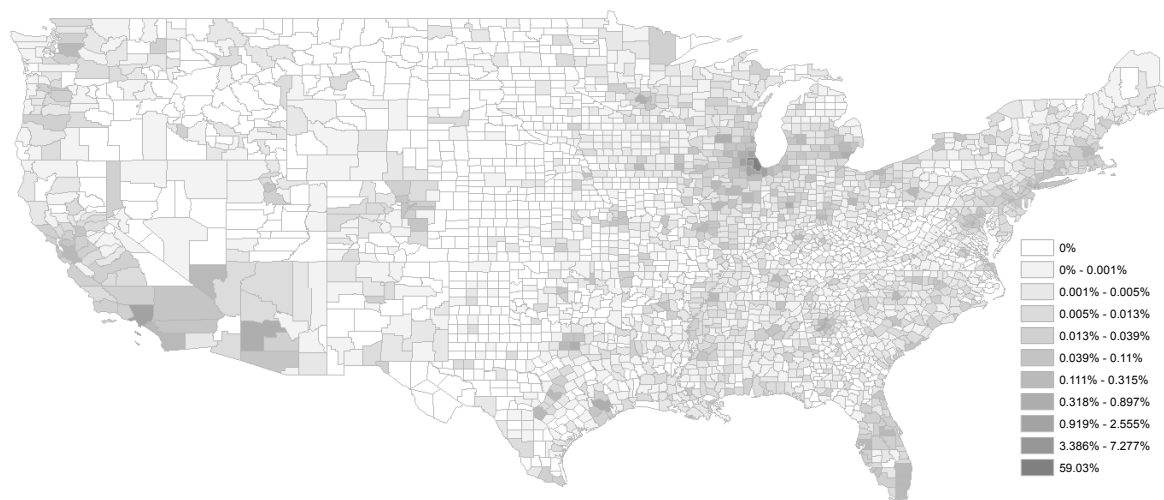 0%
0% - 0.001%
0.001% - 0.005%
0.005% - 0.013%
0.013% - 0.039%
0.039% - 0.11%
0.111% - 0.315%
0.318% - 0.897%
0.919% - 2.555%
3.386% - 7.277%
59.03%